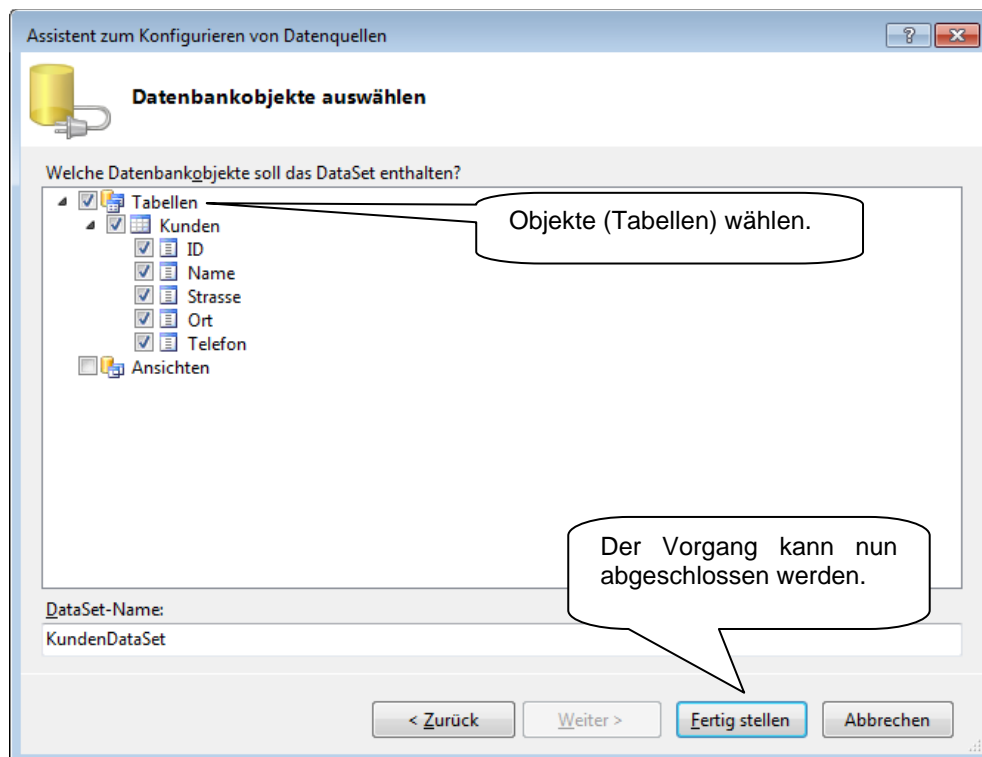 Assistent zum Konfigurieren von Datenquellen
Datenbankobjekte auswählen
Welche Datenbankobjekte soll das DataSet enthalten?
Tabellen
Objekte (Tabellen) wählen.
Kunden
ID
Name
Strasse
Ort
Telefon
Ansichten
Der Vorgang kann nun
abgeschlossen werden.
DataSet-Name:
KundenDataSet
< Zurück
Weiter >
Fertig stellen
Abbrechen